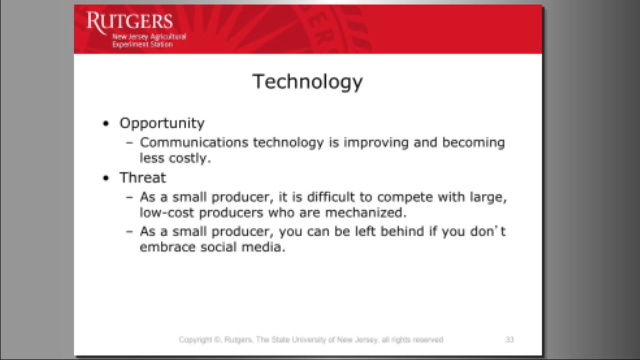 RUTGERS
New Jersey Agricultural
Experiment Station
Technology
• Opportunity
– Communications technology is improving and becoming
less costly.
• Threat
– As a small producer, it is difficult to compete with large,
low-cost producers who are mechanized.
– As a small producer, you can be left behind if you don't
embrace social media.
Copyright ©, Rutgers, The State University of New Jersey, all rights reserved 33